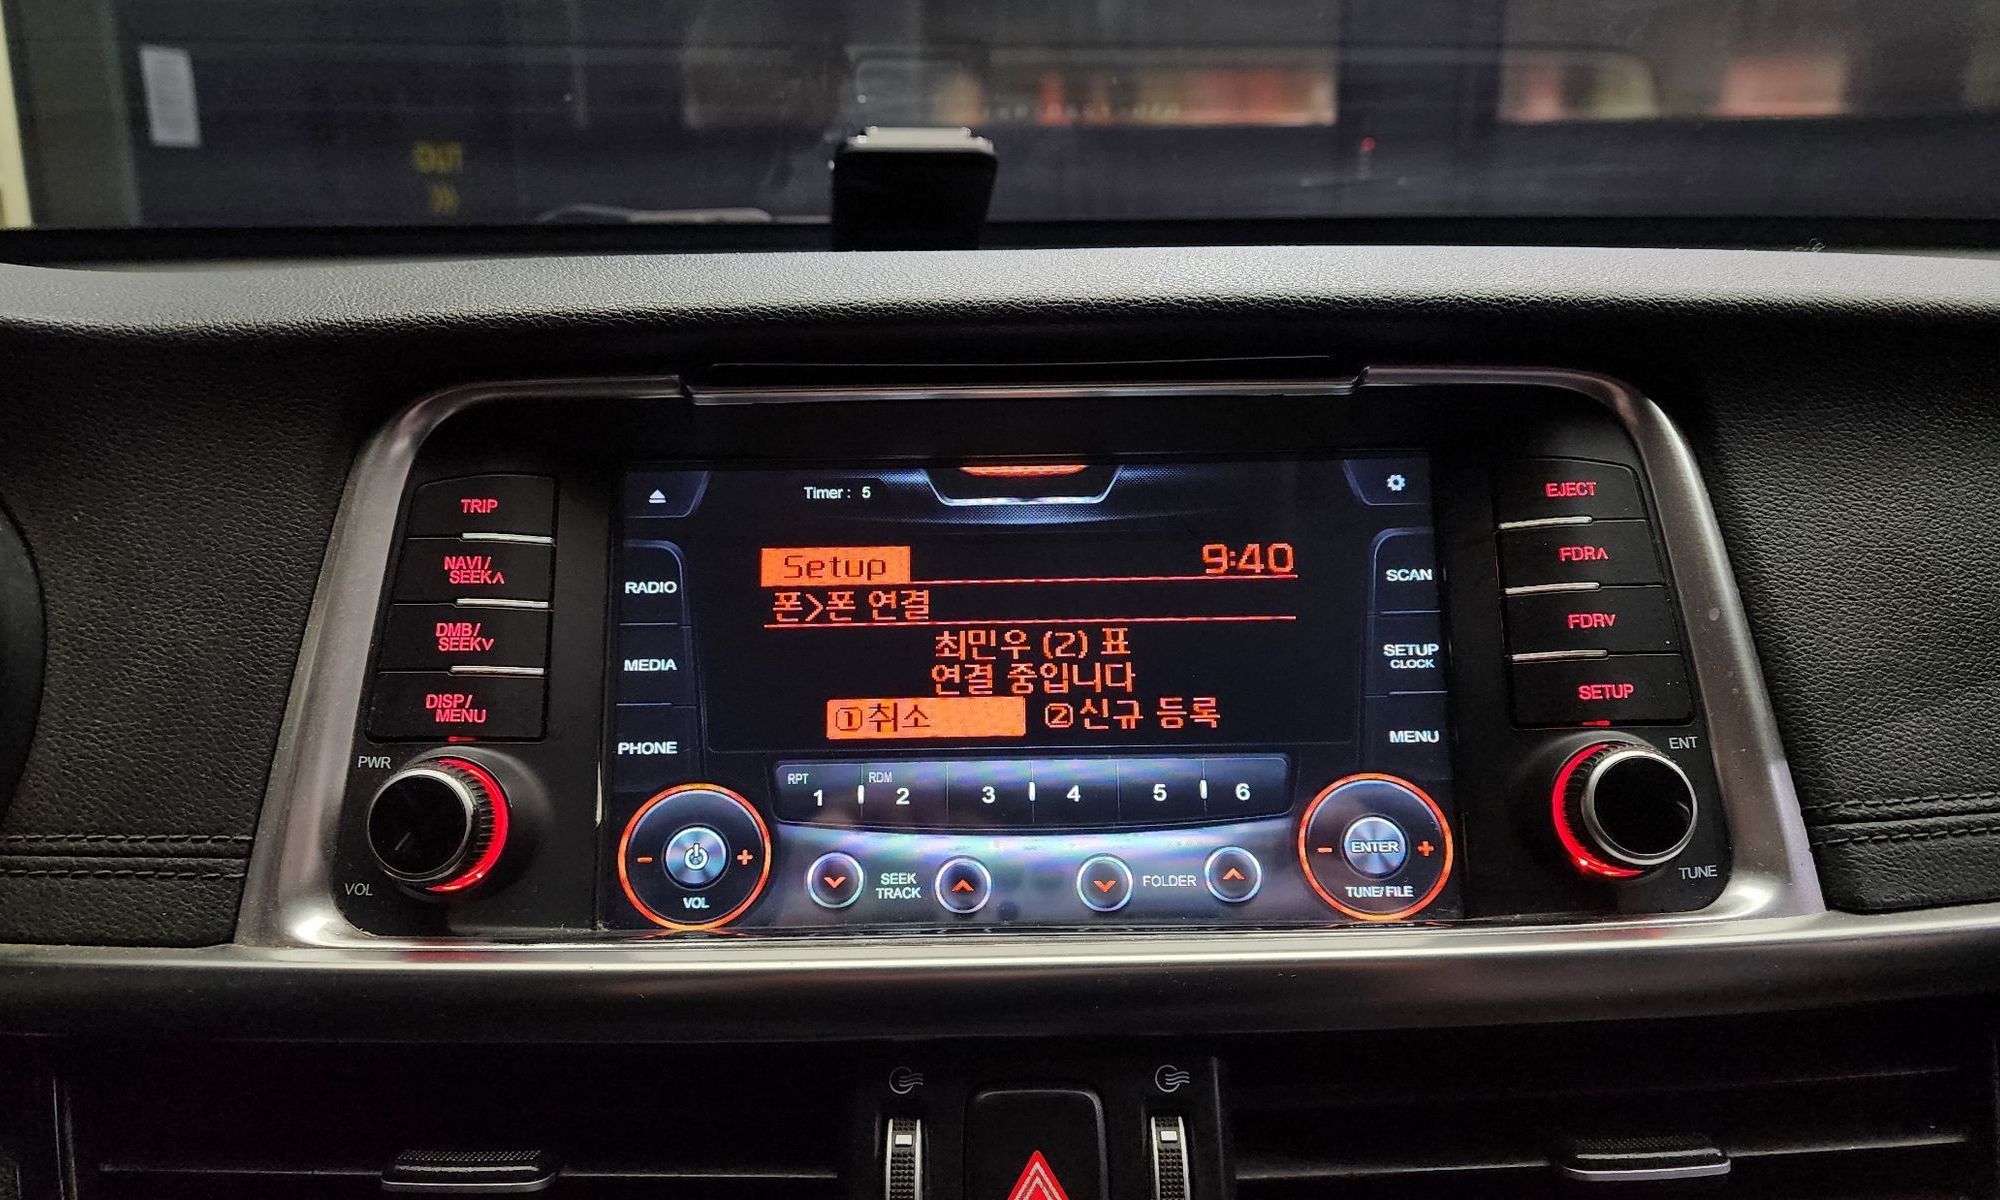 OUT
»
Timer : 5
Setup
9:40
폰>폰 연결
최민우 (2) 표
연결 중입니다
①취소
②신규 등록
TRIP
NAVI/
SEEK∧
DMB/
SEEK∨
DISP/
MENU
PWR
VOL
RADIO
MEDIA
PHONE
SCAN
SETUP
CLOCK
MENU
EJECT
FDR∧
FDR∨
SETUP
ENT
TUNE
RPT
1
RDM
2
3
4
5
6
- +
VOL
SEEK
TRACK
FOLDER
- ENTER +
TUNE/ FILE